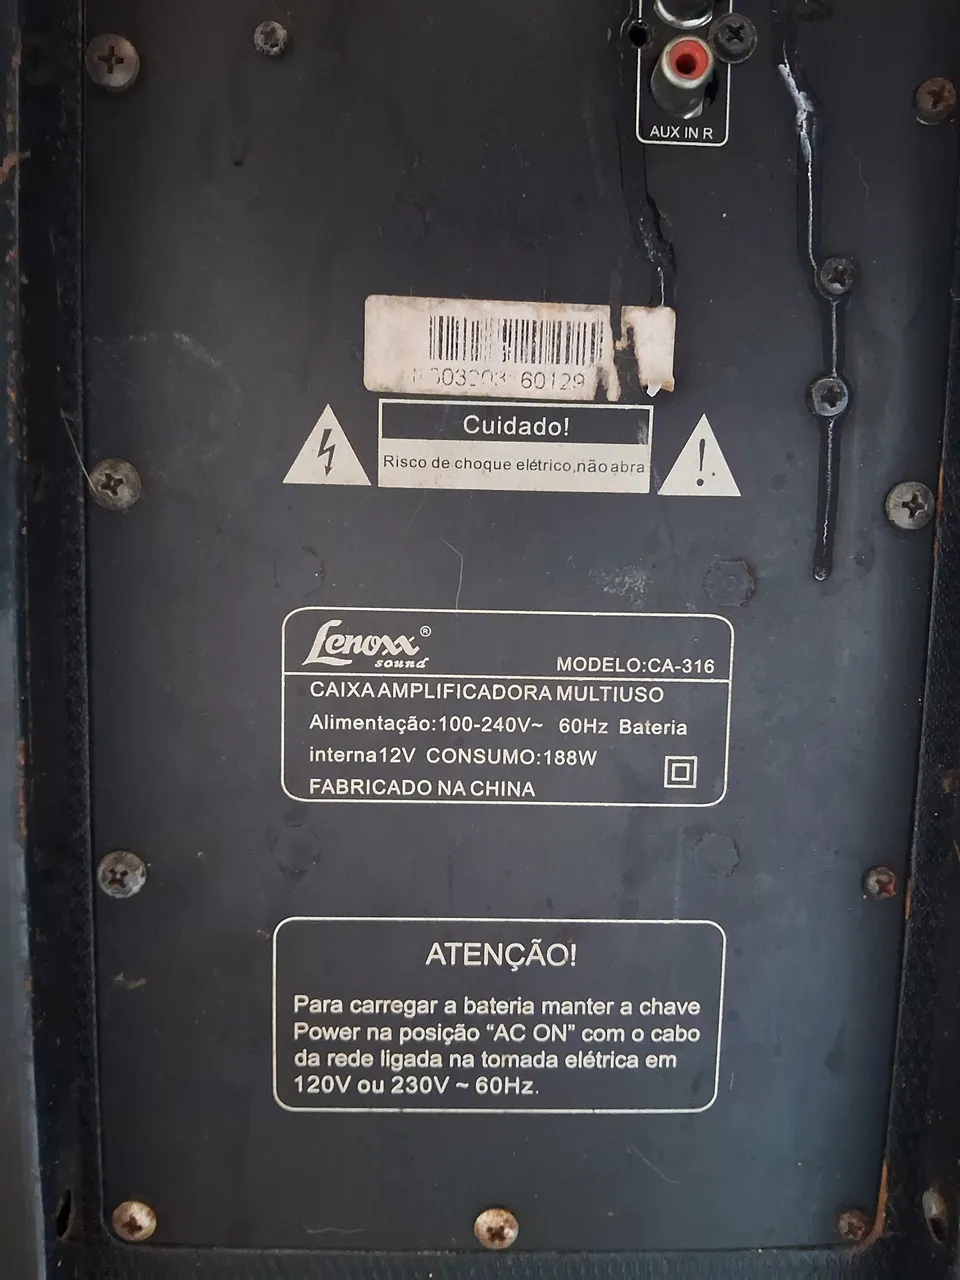 AUX IN R
Cuidado!
Risco de choque elétrico,não abra
Lenoxx®
sound
MODELO:CA-316
CAIXA AMPLIFICADORA MULTIUSO
Alimentação:100-240V~ 60Hz Bateria
interna12V CONSUMO:188W
FABRICADO NA CHINA
ATENÇÃO!
Para carregar a bateria manter a chave
Power na posição “AC ON” com o cabo
da rede ligada na tomada elétrica em
120V ou 230V ~ 60Hz.